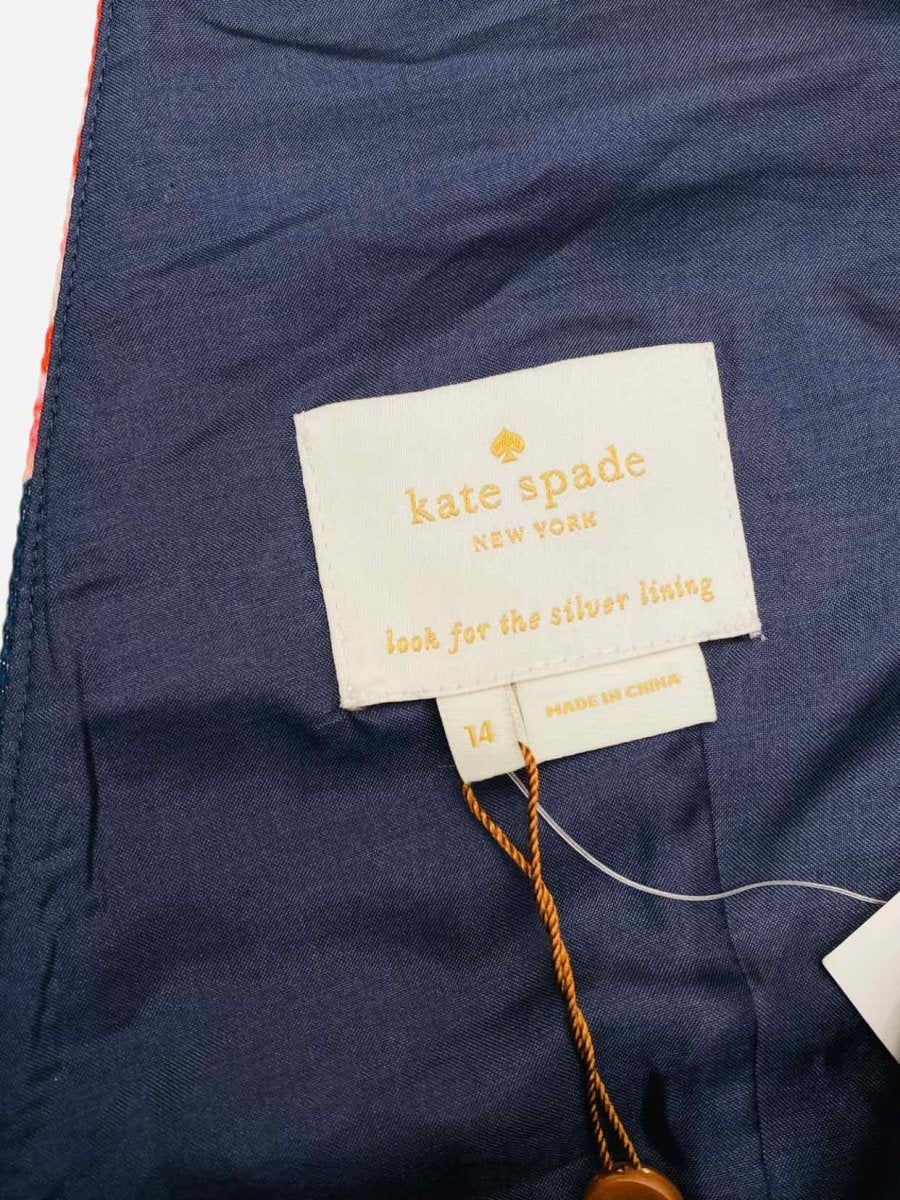 kate spade
NEW YORK
look for the silver lining
14
MADE IN CHINA